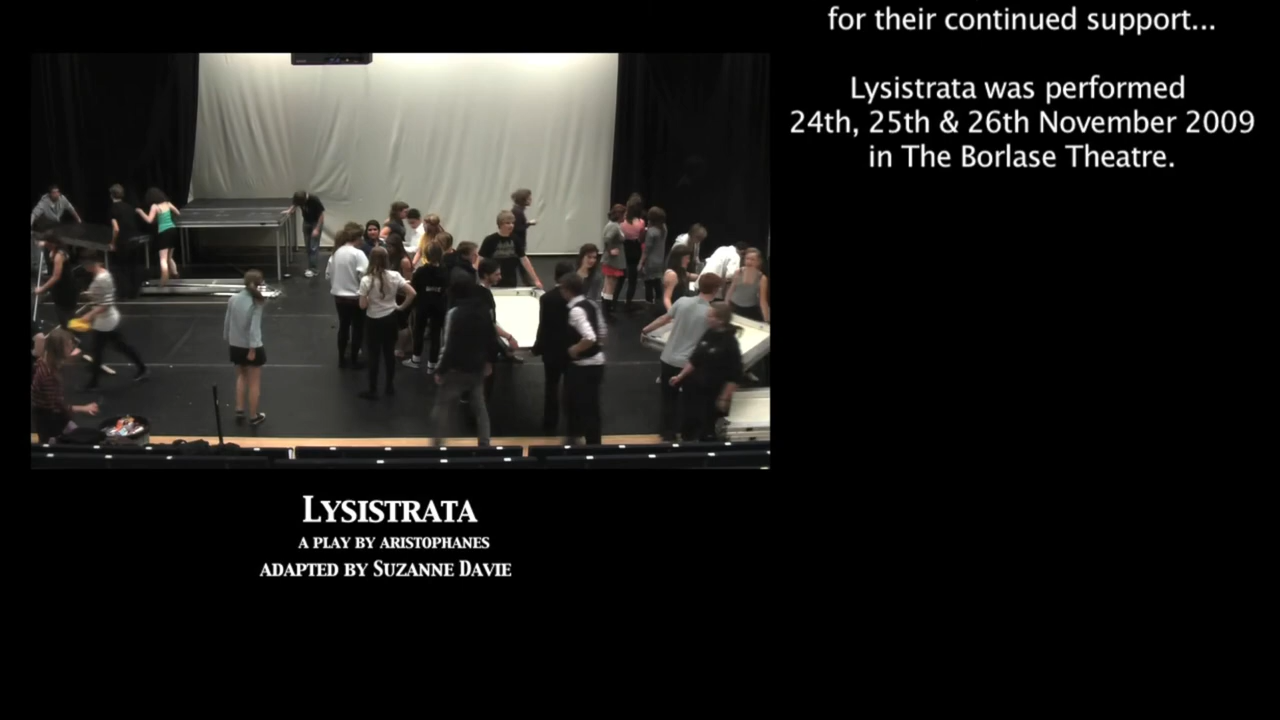 for their continued support...
Lysistrata was performed
24th, 25th & 26th November 2009
in The Borlase Theatre.
Lysistrata
a play by Aristophanes
adapted by Suzanne Davie